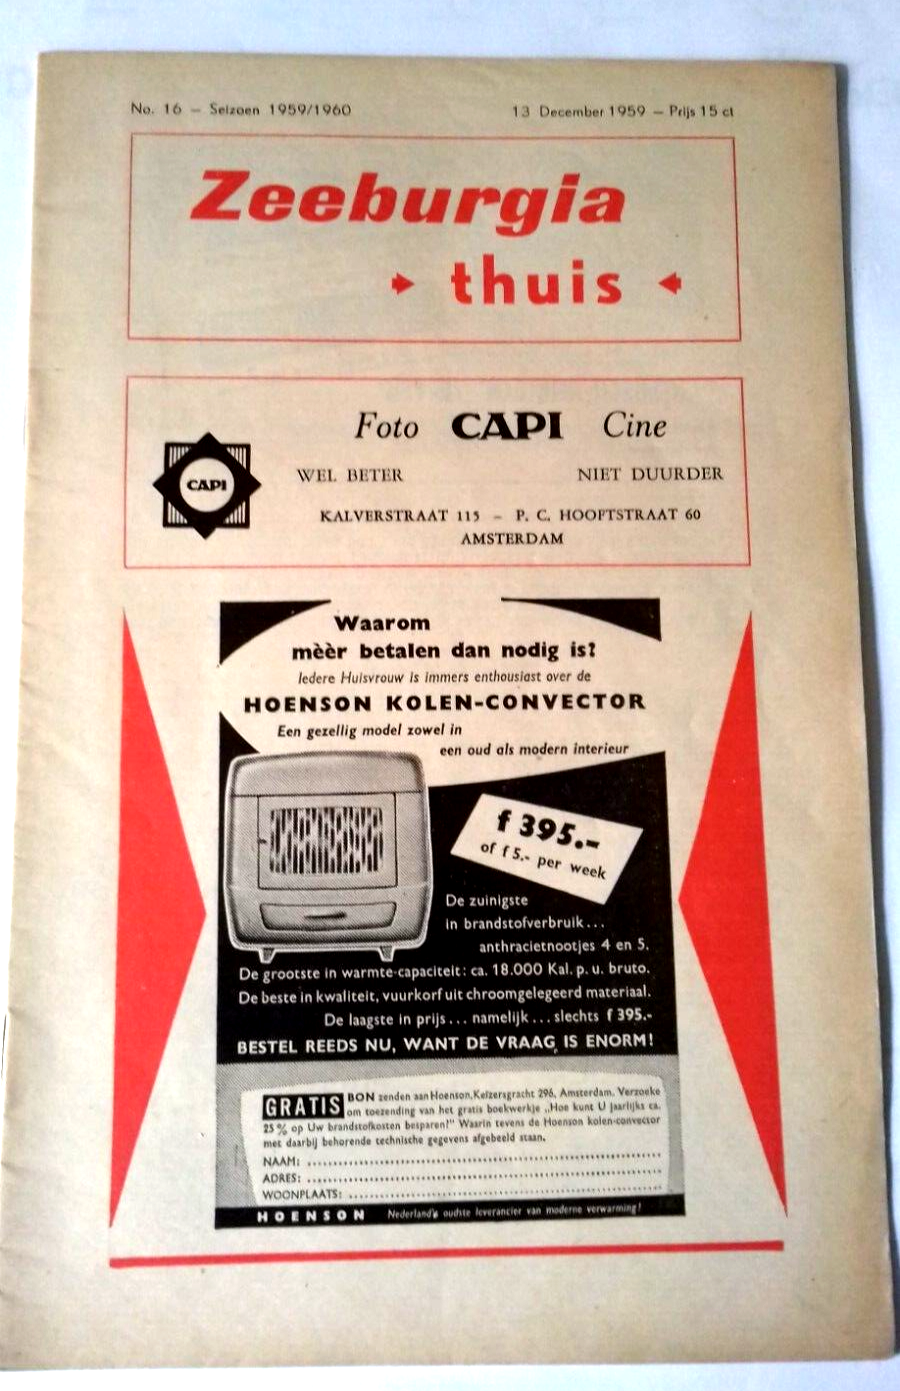 No. 16 — Seizoen 1959/1960 13 December 1959 — Prijs 15 ct
Zeeburgia
thuis
Foto CAPI Cine
CAPI
WEL BETER NIET DUURDER
KALVERSTRAAT 115 – P. C. HOOFTSTRAAT 60
AMSTERDAM
Waarom
mèèr betalen dan nodig is?
Iedere Huisvrouw is immers enthousiast over de
HOENSON KOLEN-CONVECTOR
Een gezellig model zowel in
een oud als modern interieur
f 395.-
of f 5.- per week
De zuinigste
in brandstofverbruik...
anthracietnootjes 4 en 5.
De grootste in warmte-capaciteit: ca. 18.000 Kal. p. u. bruto.
De beste in kwaliteit, vuurkorf uit chroomgelegeerd materiaal.
De laagste in prijs... namelijk... slechts f 395.-
BESTEL REEDS NU, WANT DE VRAAG IS ENORM!
GRATIS BON zenden aan Hoenson, Keizersgracht 296, Amsterdam. Verzoeke
om toezending van het gratis boekwerkje „Hoe kunt U jaarlijks ca.
25 % op Uw brandstofkosten besparen!" Waarin tevens de Hoenson kolen-convector
met daarbij behorende technische gegevens afgebeeld staan.
NAAM:
ADRES:
WOONPLAATS:
HOENSON Nederland's oudste leverancier van moderne verwarming!